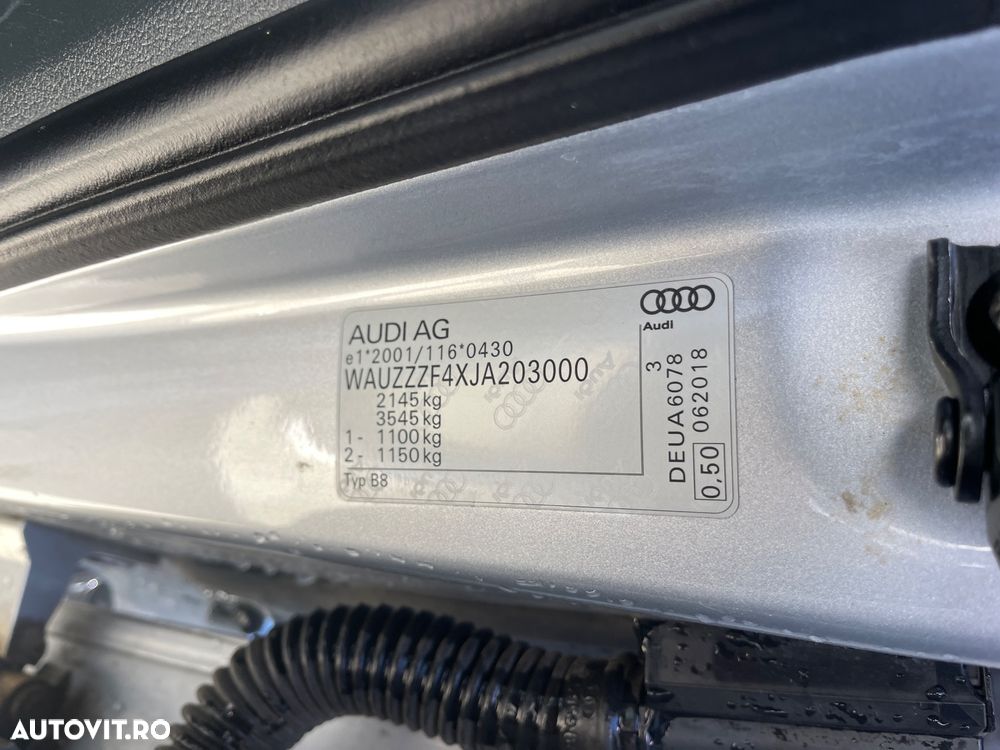 AUDI AG
e1*2001/116*0430
WAUZZZF4XJA203000
2145 kg
3545 kg
1- 1100 kg
2- 1150 kg
Typ B8
Audi
3
DEUA6078
0,50 062018
AUTOVIT.RO